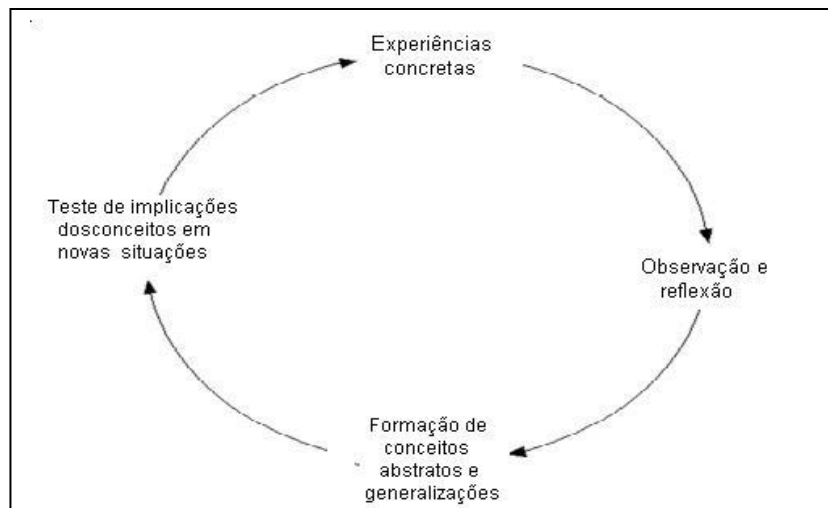 Experiências
concretas
Teste de implicações
dosconceitos em
novas situações
Observação e
reflexão
Formação de
conceitos
abstratos e
generalizações